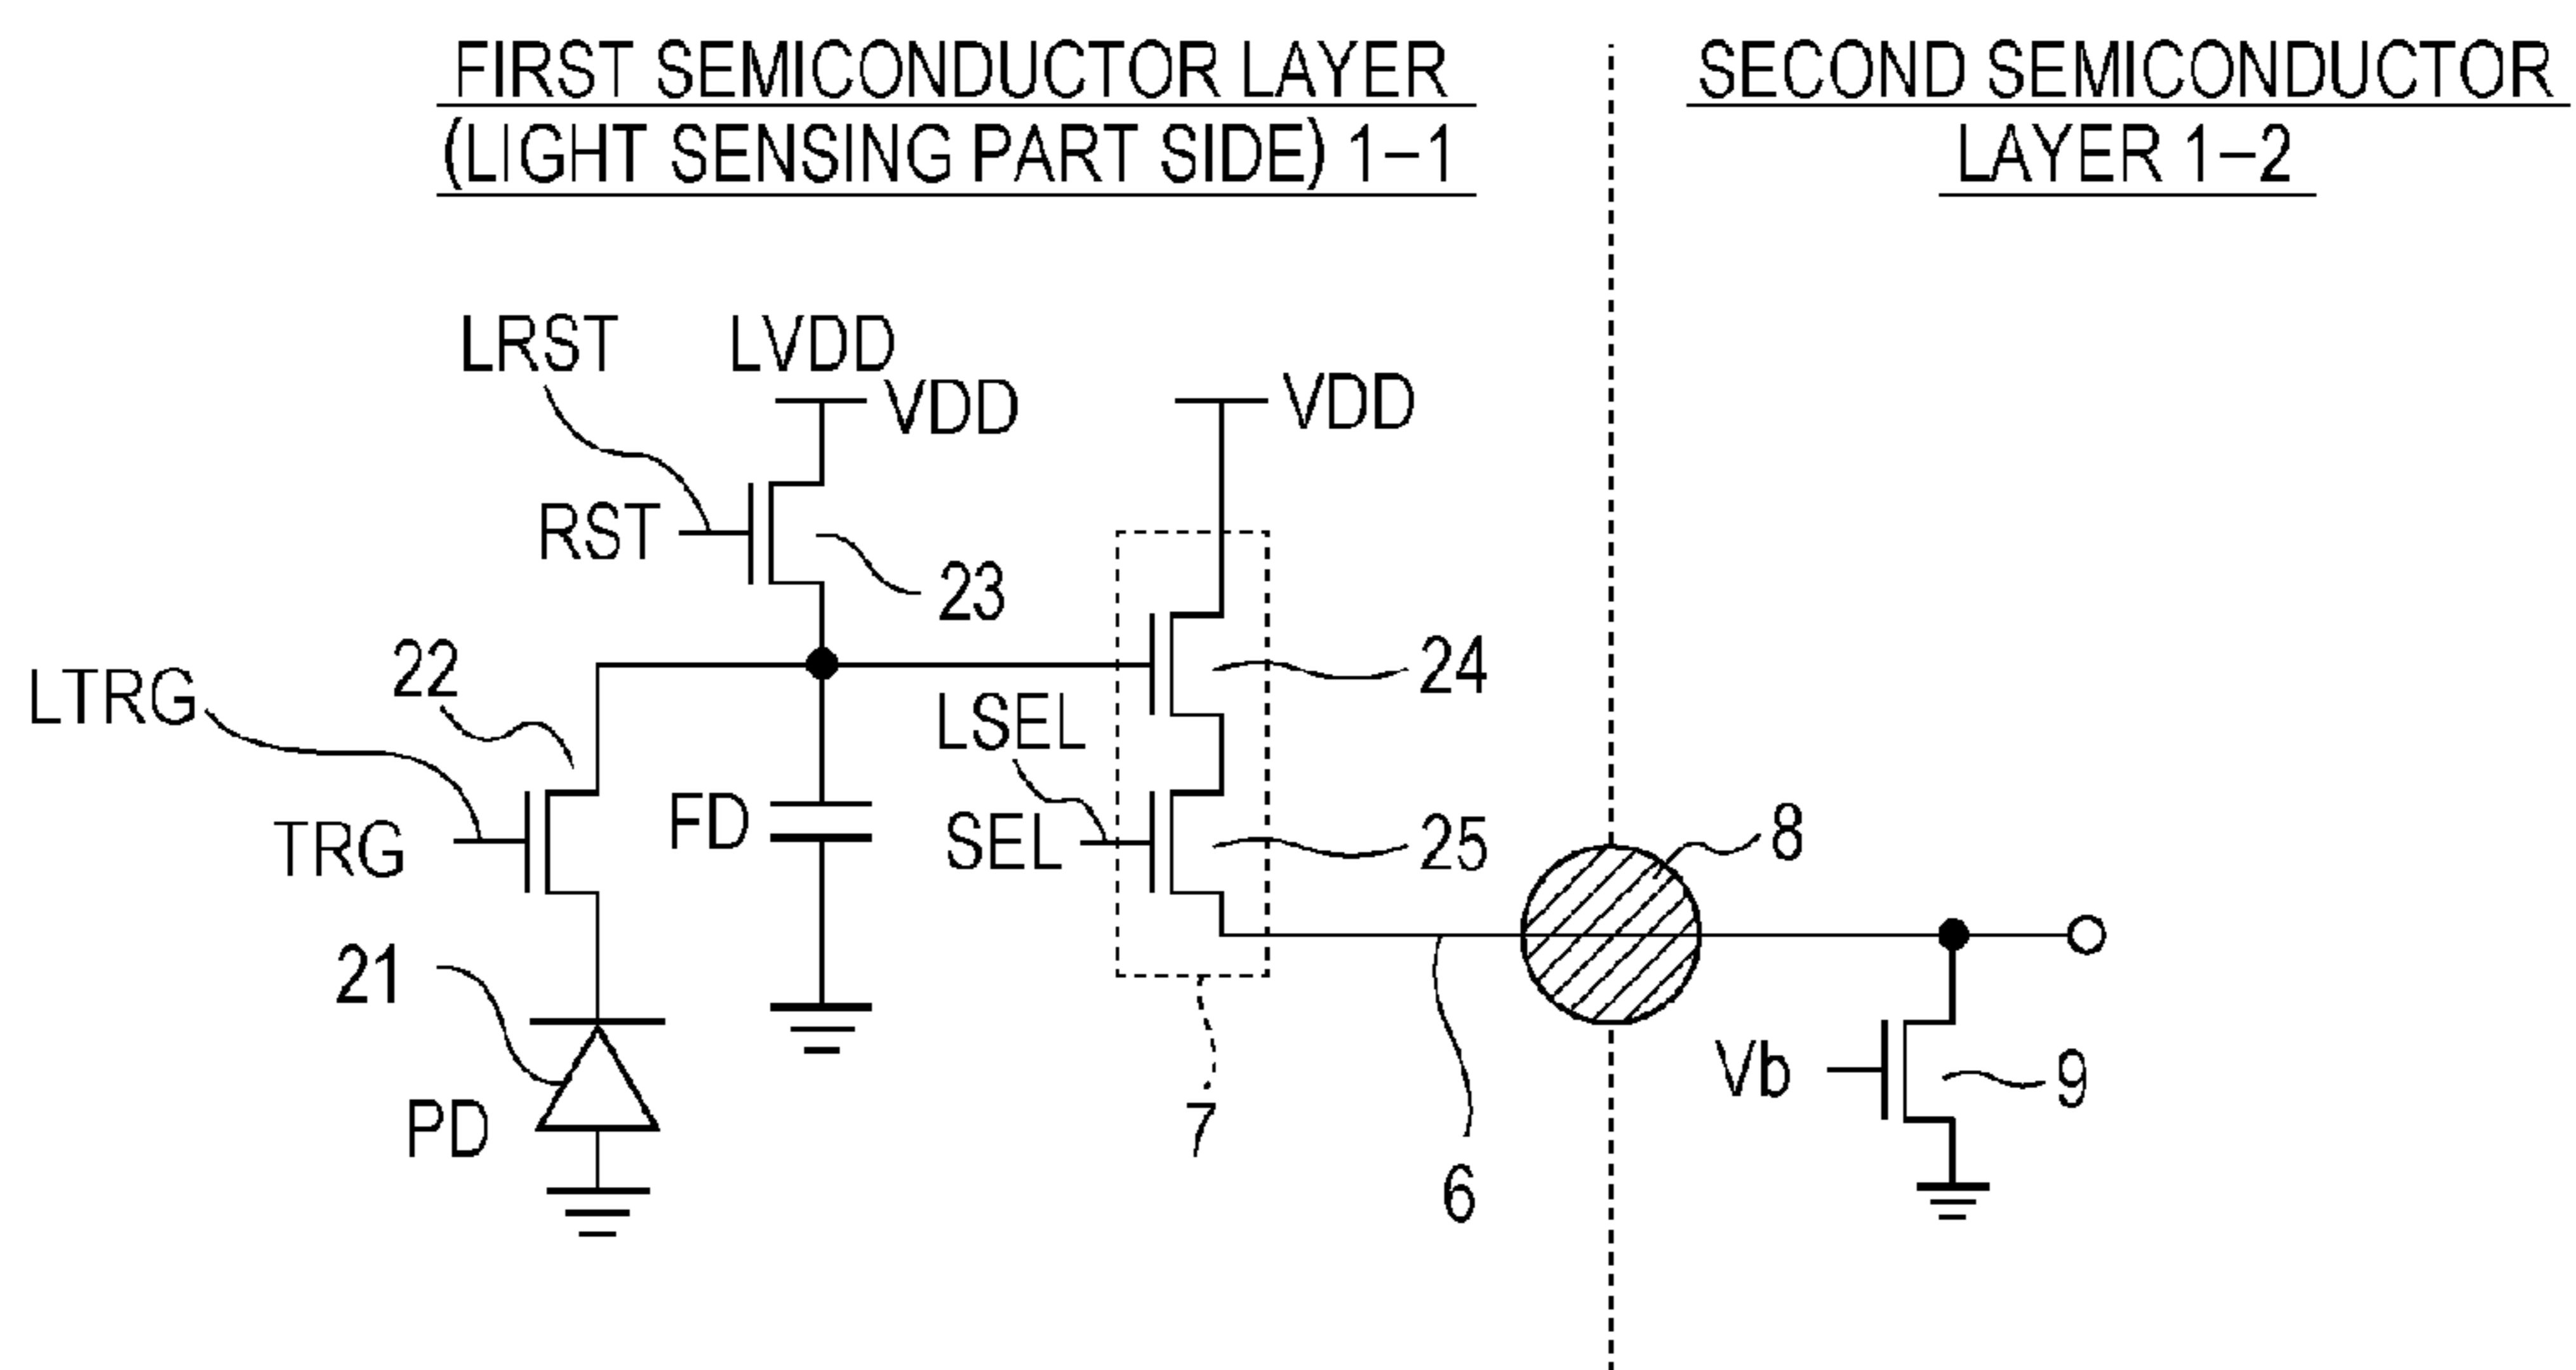 FIRST SEMICONDUCTOR LAYER
(LIGHT SENSING PART SIDE) 1–1
SECOND SEMICONDUCTOR
LAYER 1–2
LRST
LVDD
VDD
VDD
RST
23
22
24
LTRG
LSEL
TRG
FD
SEL
25
8
21
PD
7
6
Vb
9